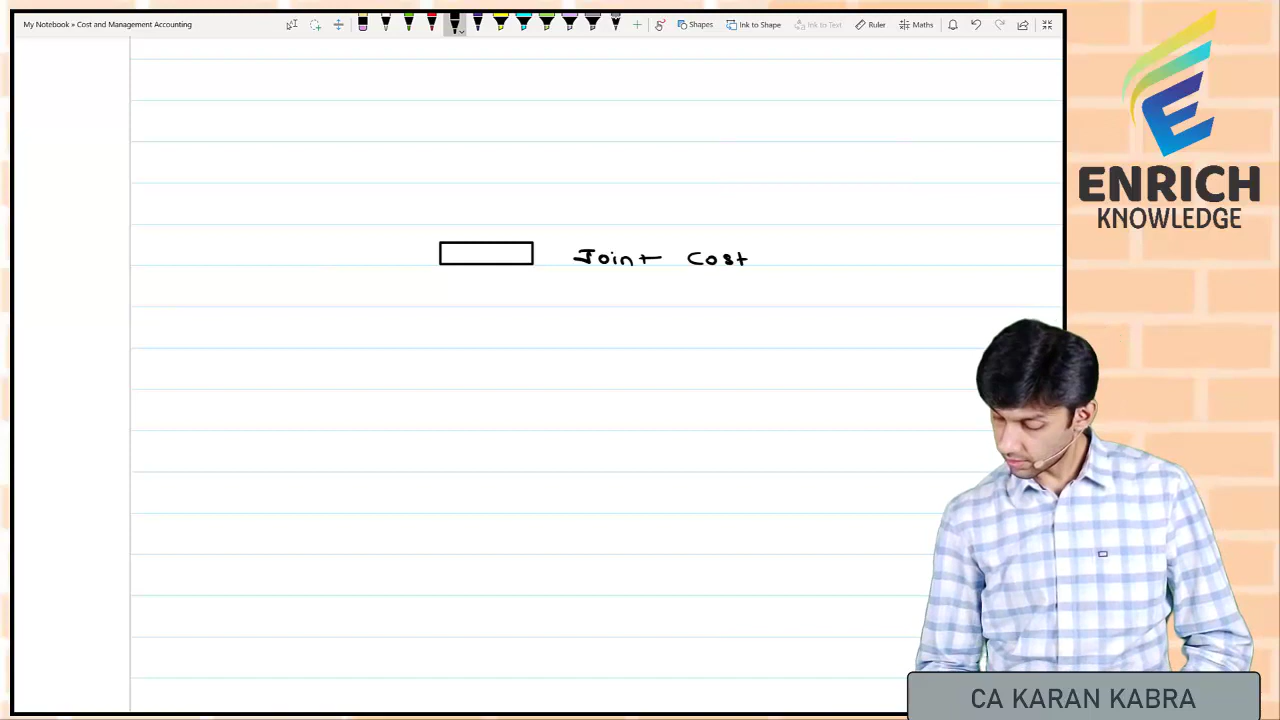 My Notebook » Cost and Management Accounting
Shapes
Ink to Shape
Ink to Text
Ruler
Maths
ENRICH
KNOWLEDGE
Joint Cost
CA KARAN KABRA